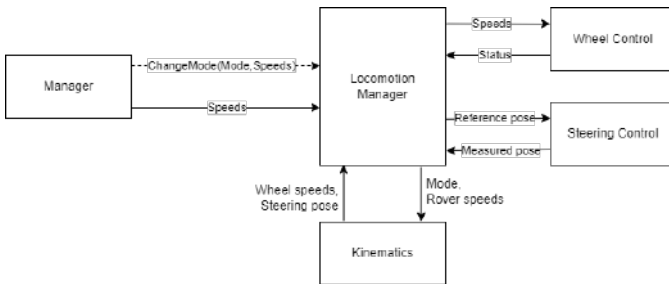 Speeds
Wheel Control
Status
ChangeMode(Mode,Speeds)
Manager
Locomotion
Manager
Speeds
Reference pose
Steering Control
Measured pose
Wheel speeds,
Steering pose
Mode,
Rover speeds
Kinematics